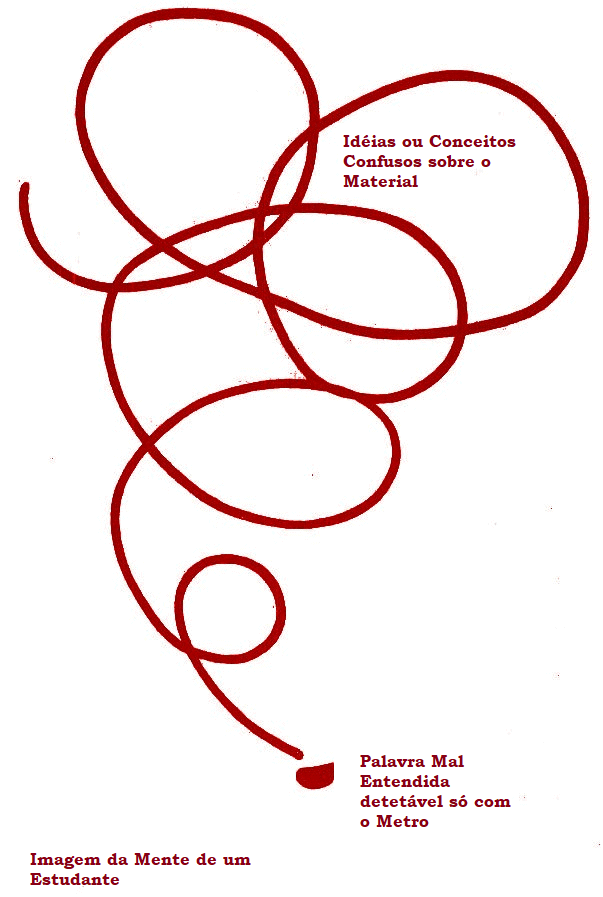 Idéias ou Conceitos
Confusos sobre o
Material
Palavra Mal
Entendida
detetável só com
o Metro
Imagem da Mente de um
Estudante